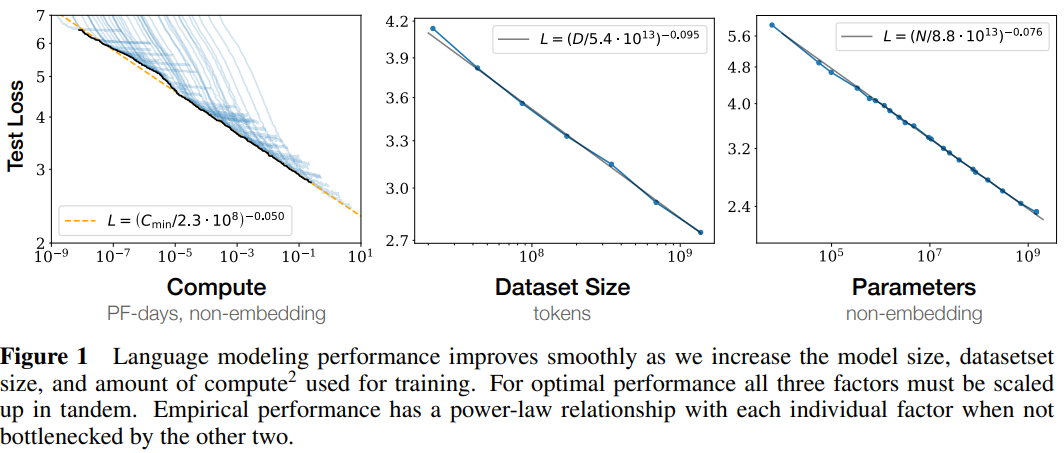 7
6
5
4
3
2
Test Loss
L = (C_min/2.3 · 10^8)^−0.050
10^−9 10^−7 10^−5 10^−3 10^−1 10^1
Compute
PF-days, non-embedding
4.2
3.9
3.6
3.3
3.0
2.7
L = (D/5.4 · 10^13)^−0.095
10^8 10^9
Dataset Size
tokens
5.6
4.8
4.0
3.2
2.4
L = (N/8.8 · 10^13)^−0.076
10^5 10^7 10^9
Parameters
non-embedding
Figure 1 Language modeling performance improves smoothly as we increase the model size, datasetset
size, and amount of compute^2 used for training. For optimal performance all three factors must be scaled
up in tandem. Empirical performance has a power-law relationship with each individual factor when not
bottlenecked by the other two.